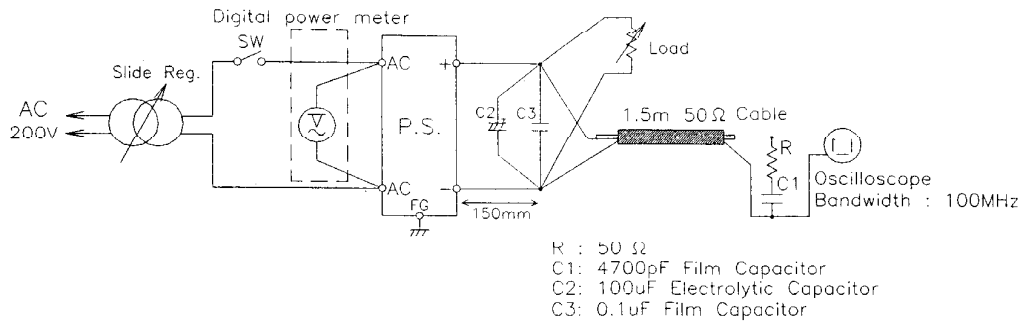 Digital power meter
SW
Slide Reg.
AC
200V
V
AC
AC
P.S.
FG
+
-
150mm
C2
+
C3
Load
1.5m 50Ω Cable
R
C1
Oscilloscope
Bandwidth : 100MHz
R : 50 Ω
C1: 4700pF Film Capacitor
C2: 100uF Electrolytic Capacitor
C3: 0.1uF Film Capacitor